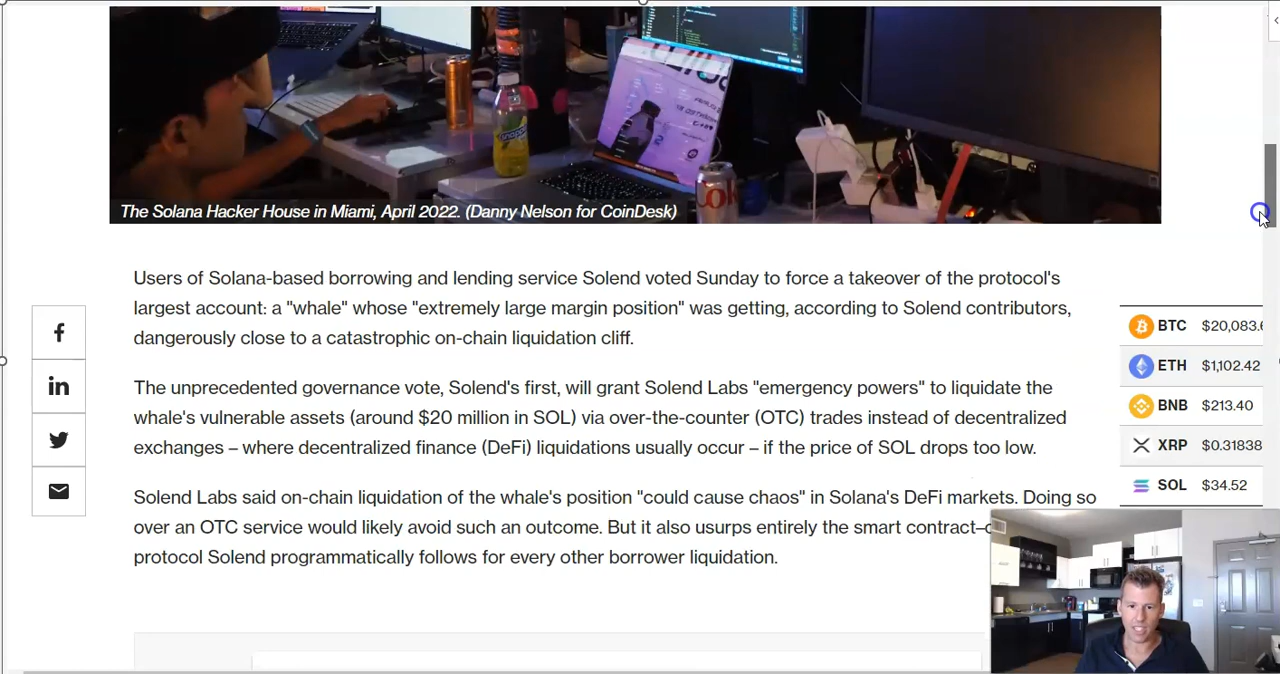 The Solana Hacker House in Miami, April 2022. (Danny Nelson for CoinDesk)
Users of Solana-based borrowing and lending service Solend voted Sunday to force a takeover of the protocol's
largest account: a "whale" whose "extremely large margin position" was getting, according to Solend contributors,
dangerously close to a catastrophic on-chain liquidation cliff.
The unprecedented governance vote, Solend's first, will grant Solend Labs "emergency powers" to liquidate the
whale's vulnerable assets (around $20 million in SOL) via over-the-counter (OTC) trades instead of decentralized
exchanges – where decentralized finance (DeFi) liquidations usually occur – if the price of SOL drops too low.
Solend Labs said on-chain liquidation of the whale's position "could cause chaos" in Solana's DeFi markets. Doing so
over an OTC service would likely avoid such an outcome. But it also usurps entirely the smart contract–
protocol Solend programmatically follows for every other borrower liquidation.
BTC $20,083.
ETH $1,102.42
BNB $213.40
XRP $0.31838
SOL $34.52
f
in